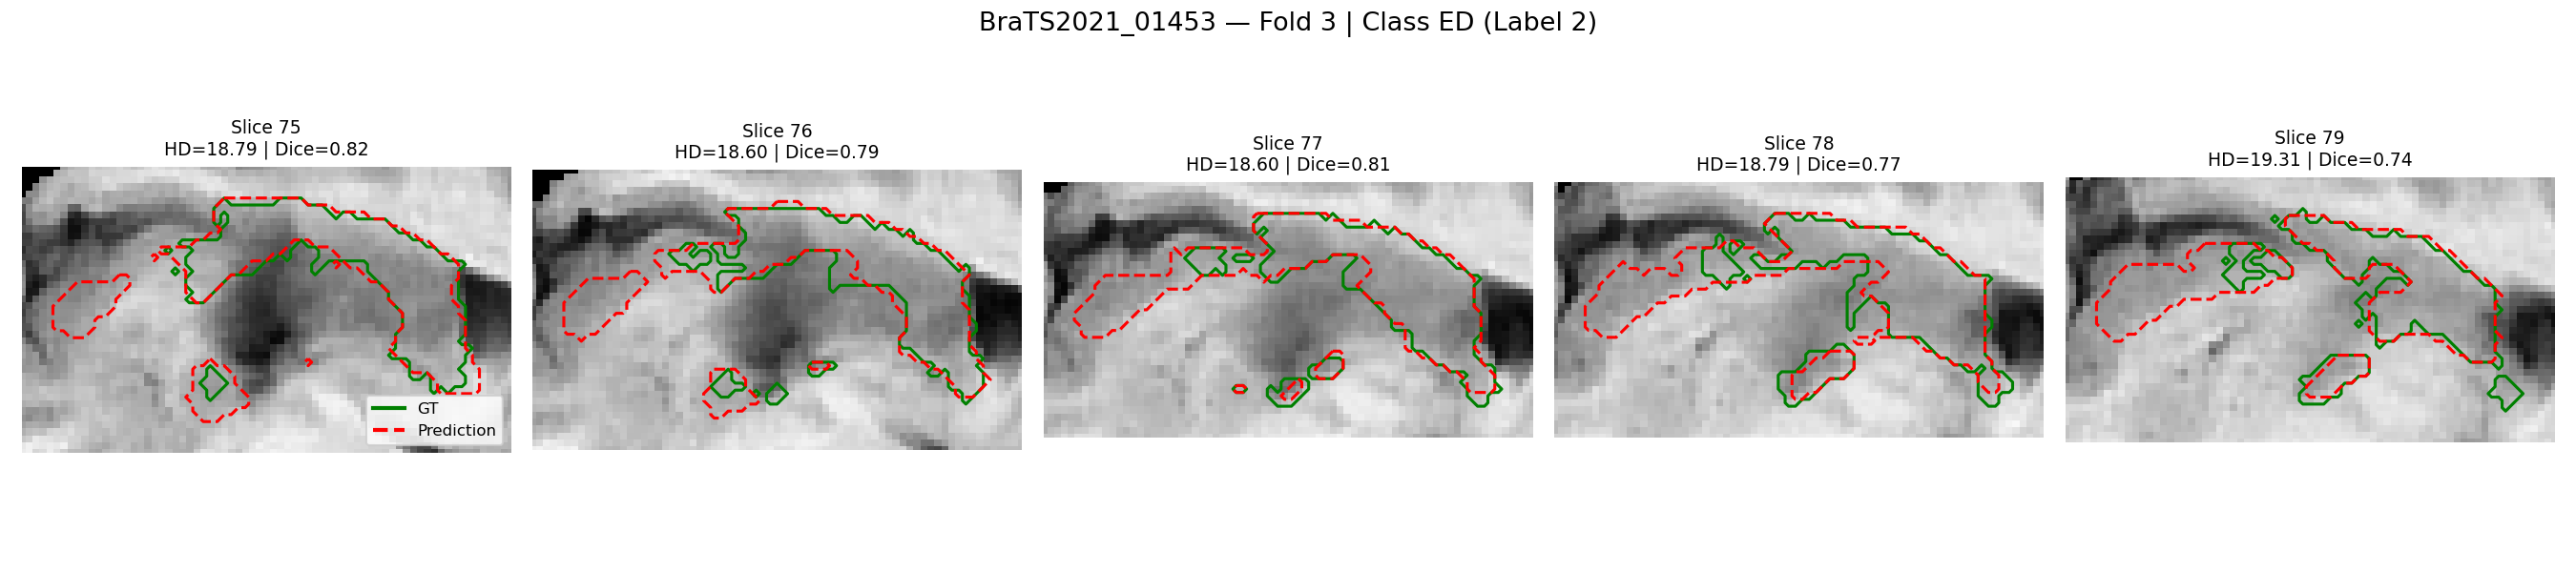 BraTS2021_01453 — Fold 3 | Class ED (Label 2)
Slice 75
HD=18.79 | Dice=0.82
Slice 76
HD=18.60 | Dice=0.79
Slice 77
HD=18.60 | Dice=0.81
Slice 78
HD=18.79 | Dice=0.77
Slice 79
HD=19.31 | Dice=0.74
GT
Prediction